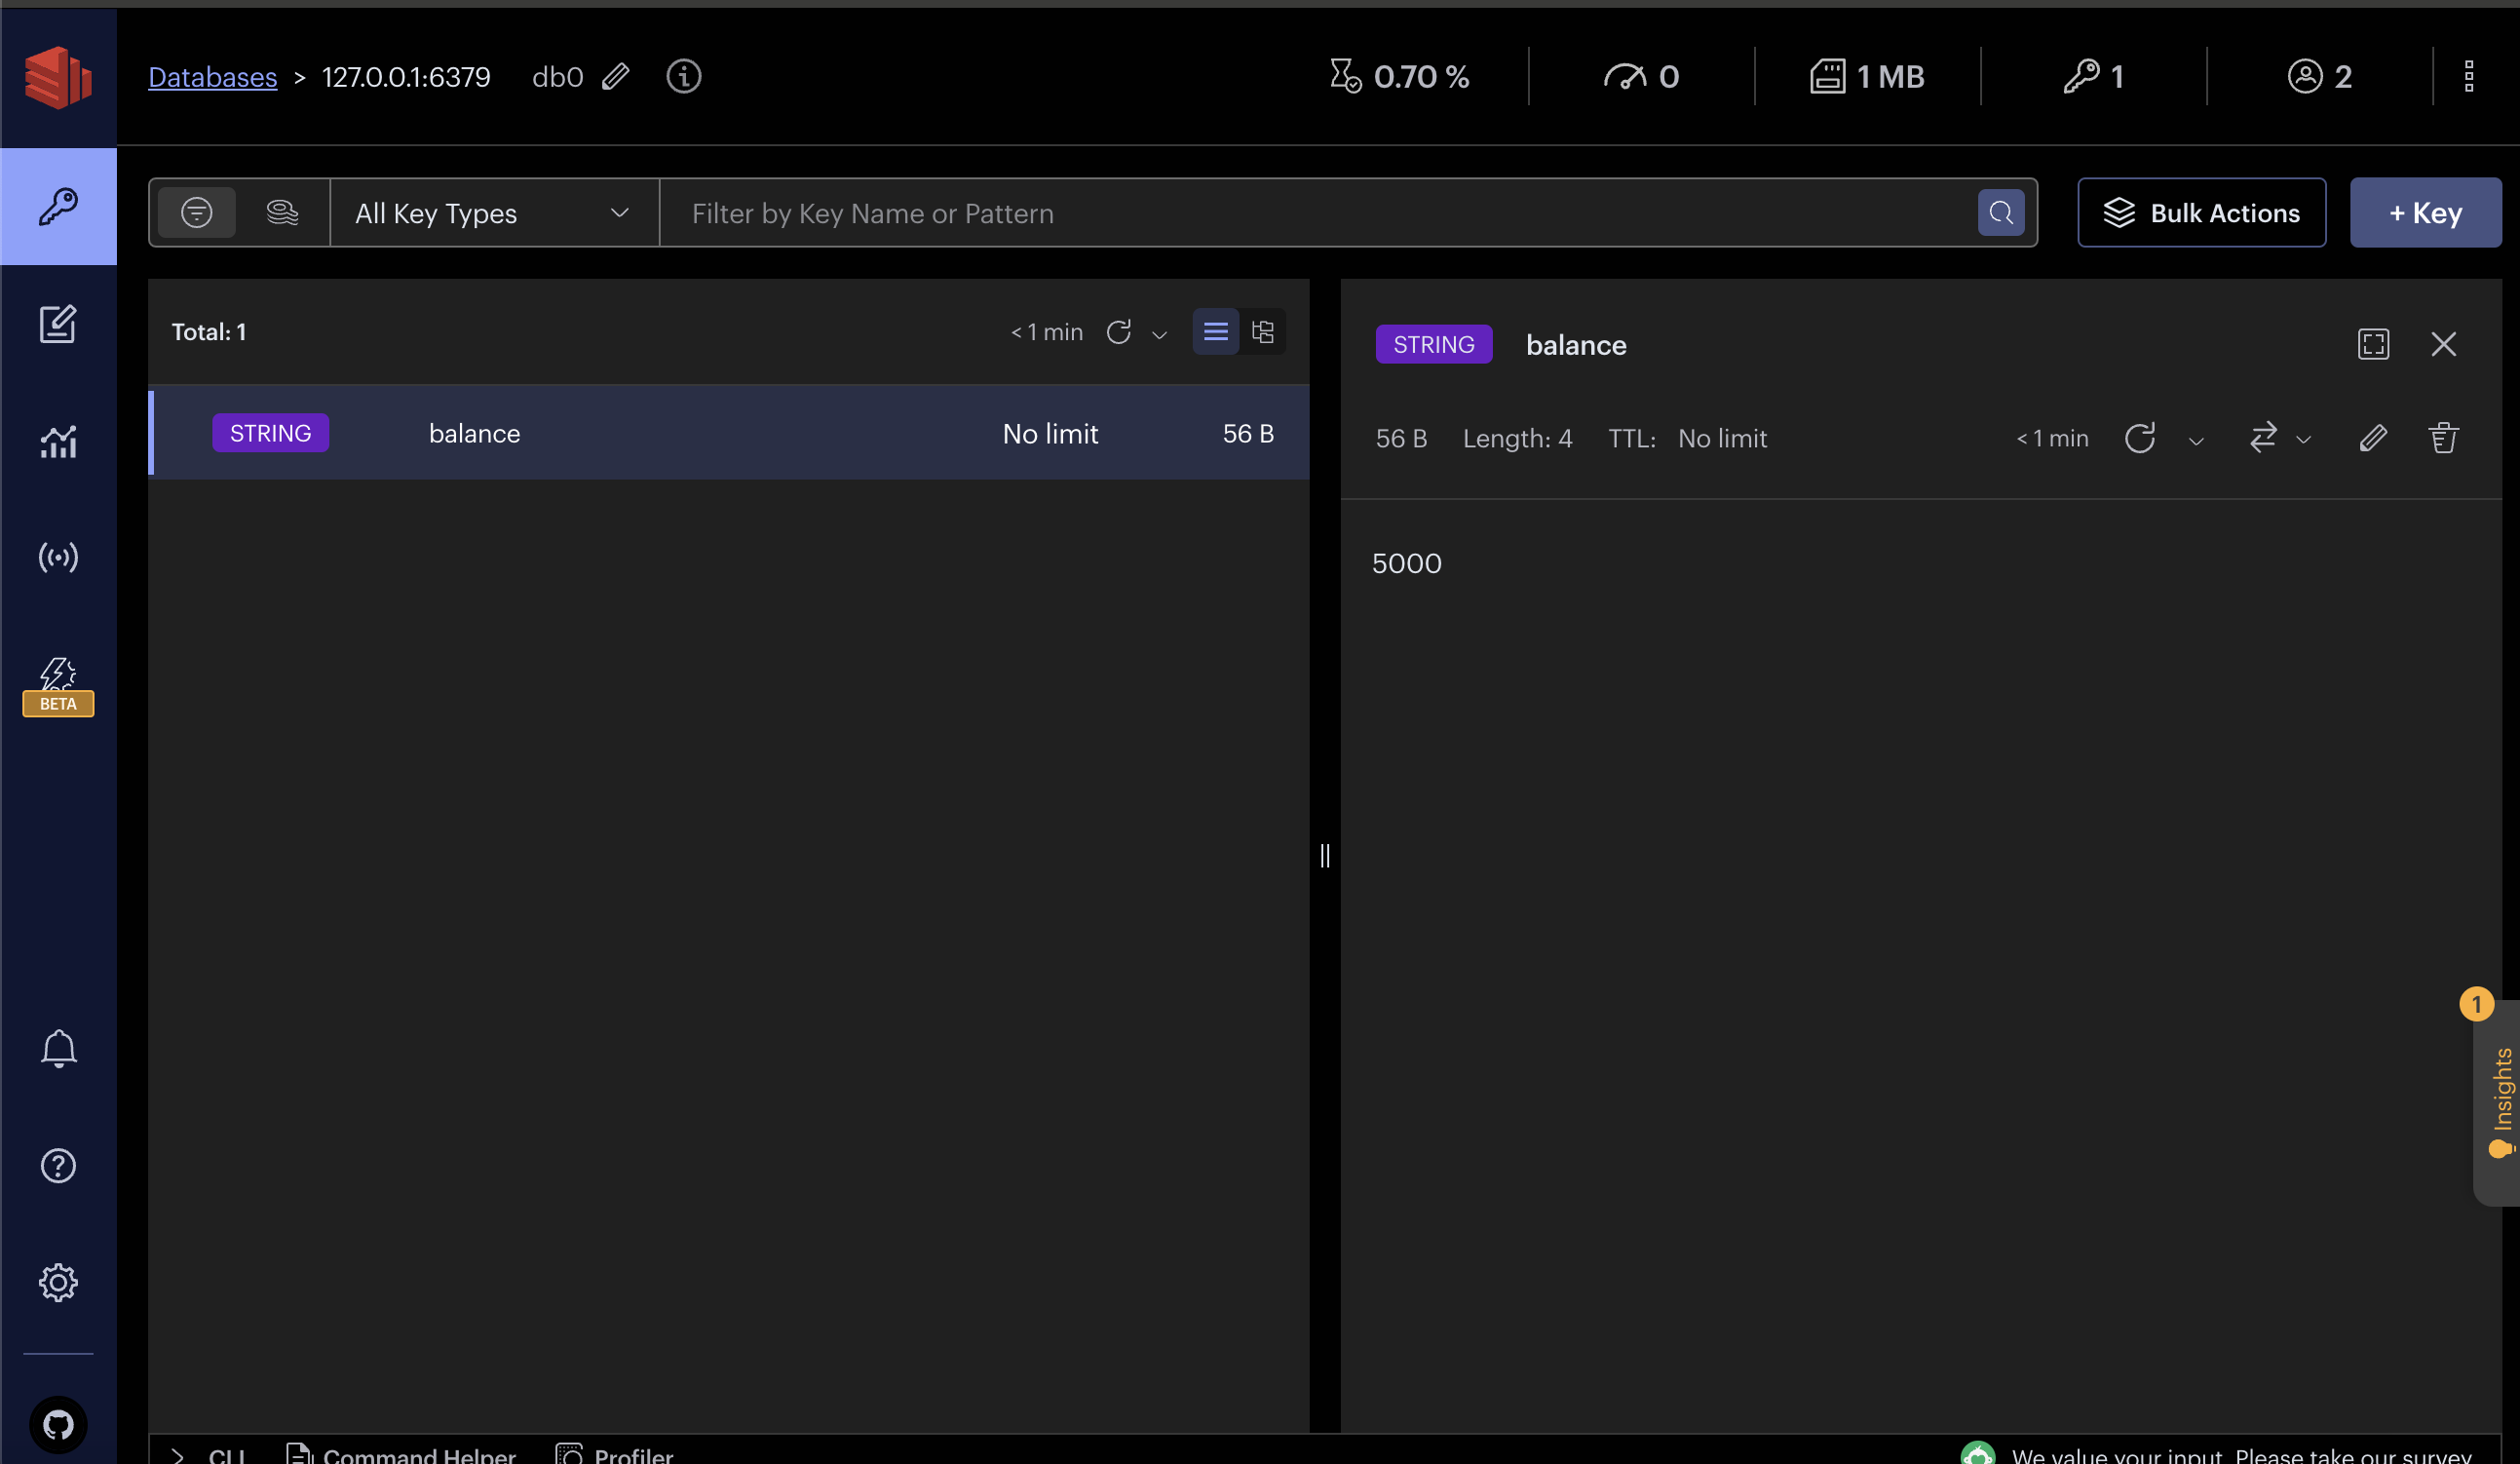 Databases > 127.0.0.1:6379 db0 0.70 % 0 1 MB 1 2
All Key Types Filter by Key Name or Pattern Bulk Actions + Key
Total: 1 < 1 min
STRING balance No limit 56 B
STRING balance
56 B Length: 4 TTL: No limit < 1 min
5000
BETA
1
Insights
CLI Command Helper Profiler We value your input. Please take our survey.